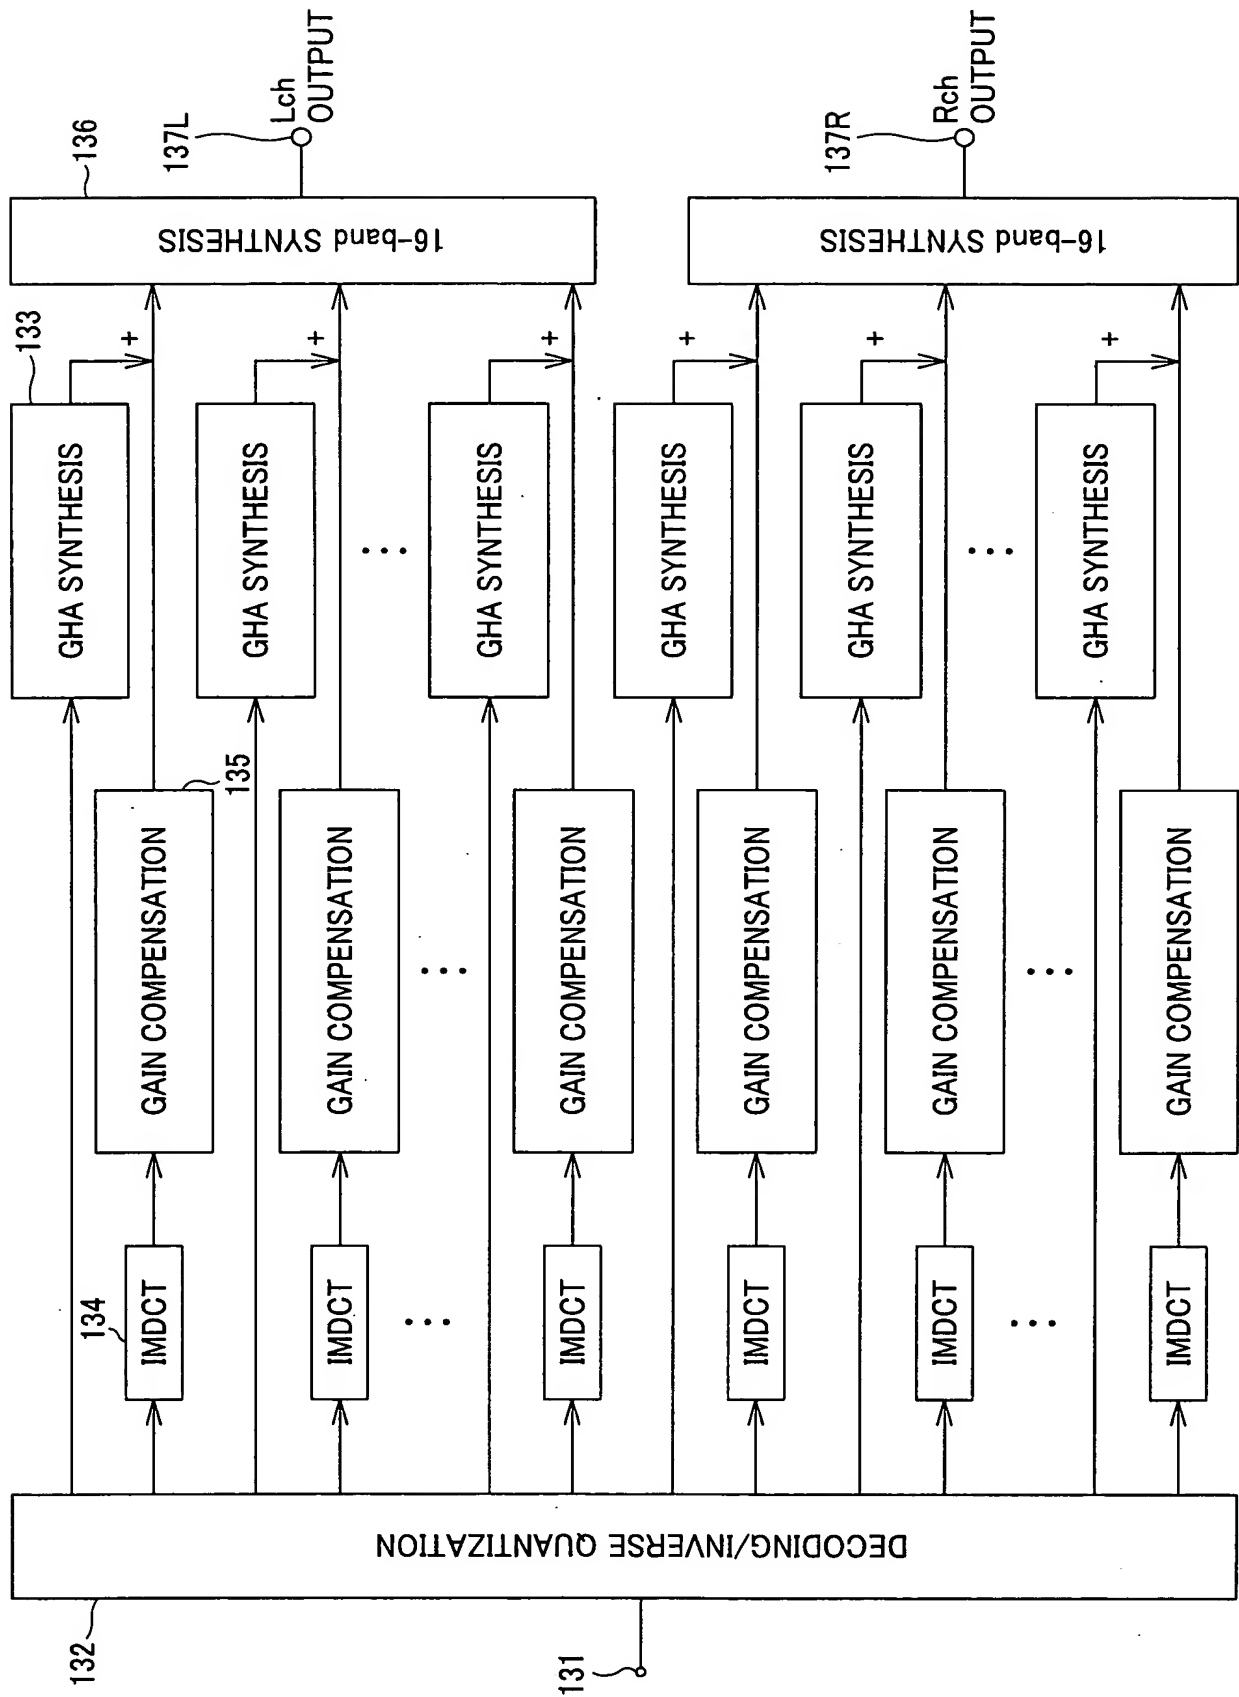 133
136
137L
Lch
OUTPUT
GHA SYNTHESIS
+
16-band SYNTHESIS
132
134
IMDCT
135
GAIN COMPENSATION
GHA SYNTHESIS
+
IMDCT
GAIN COMPENSATION
• • •
• • •
• • •
GHA SYNTHESIS
+
IMDCT
GAIN COMPENSATION
131
DECODING/INVERSE QUANTIZATION
GHA SYNTHESIS
+
IMDCT
GAIN COMPENSATION
137R
Rch
OUTPUT
16-band SYNTHESIS
GHA SYNTHESIS
+
IMDCT
GAIN COMPENSATION
• • •
• • •
• • •
GHA SYNTHESIS
+
IMDCT
GAIN COMPENSATION